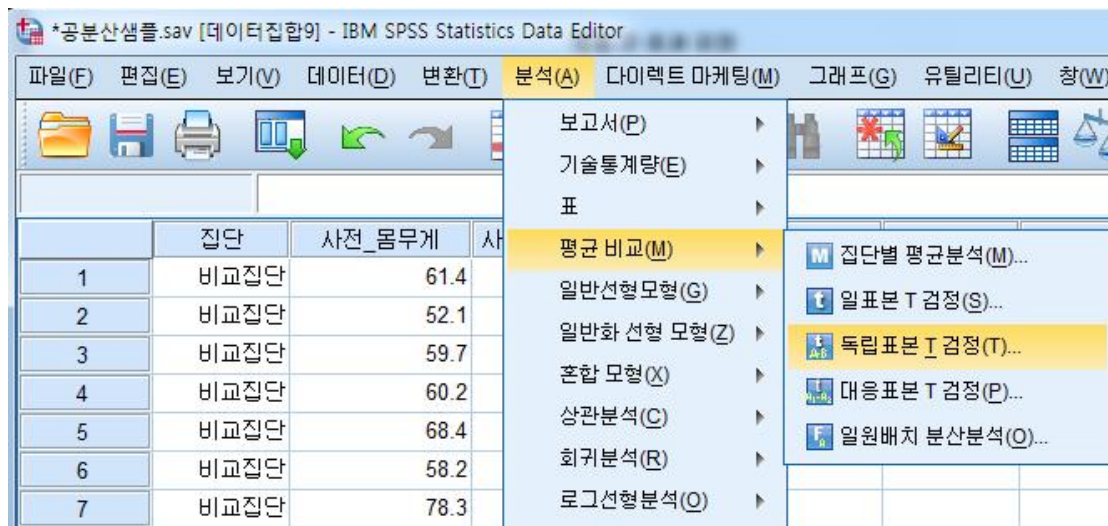 *공분산샘플.sav [데이터집합9] - IBM SPSS Statistics Data Editor
파일(F) 편집(E) 보기(V) 데이터(D) 변환(T) 분석(A) 다이렉트 마케팅(M) 그래프(G) 유틸리티(U) 창(W)
보고서(P)
기술통계량(E)
표
평균 비교(M)
일반선형모형(G)
일반화 선형 모형(Z)
혼합 모형(X)
상관분석(C)
회귀분석(R)
로그선형분석(O)
집단별 평균분석(M)...
일표본 T 검정(S)...
독립표본 T 검정(T)...
대응표본 T 검정(P)...
일원배치 분산분석(O)...
집단 사전_몸무게 사
1 비교집단 61.4
2 비교집단 52.1
3 비교집단 59.7
4 비교집단 60.2
5 비교집단 68.4
6 비교집단 58.2
7 비교집단 78.3